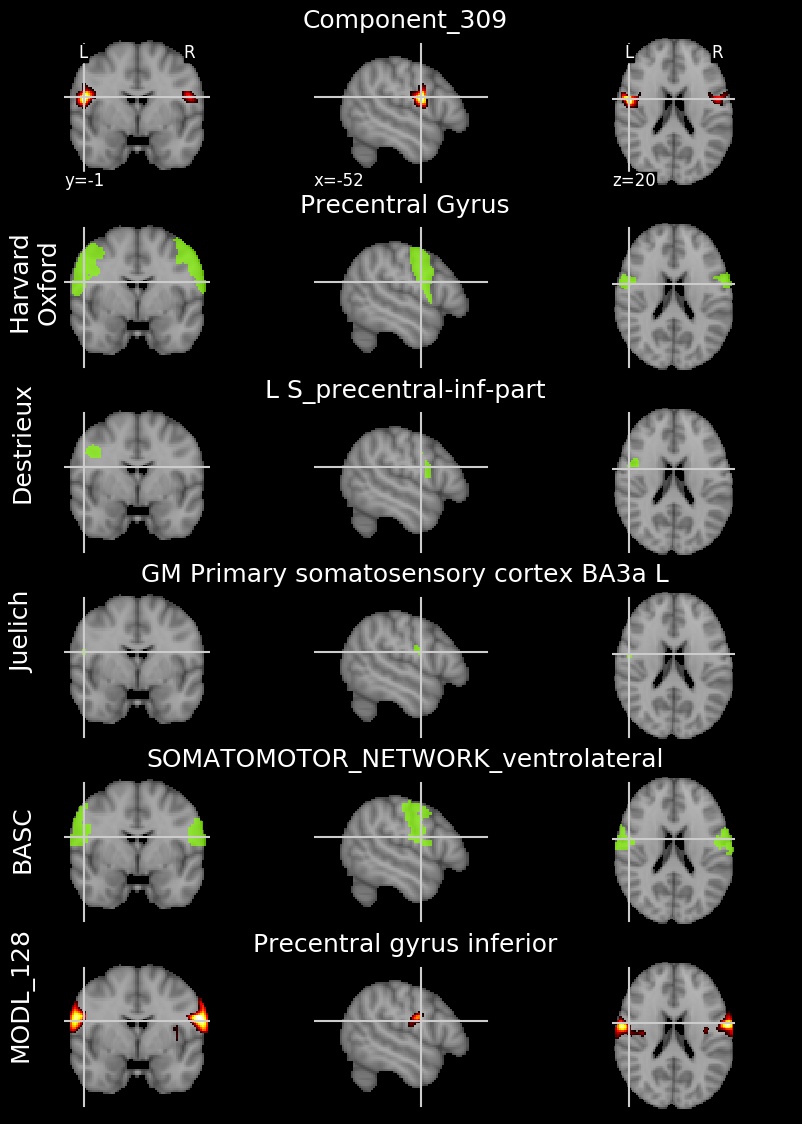 Component_309
L R
L R
y=-1
x=-52
z=20
Precentral Gyrus
Harvard
Oxford
L S_precentral-inf-part
Destrieux
GM Primary somatosensory cortex BA3a L
Juelich
SOMATOMOTOR_NETWORK_ventrolateral
BASC
Precentral gyrus inferior
MODL_128